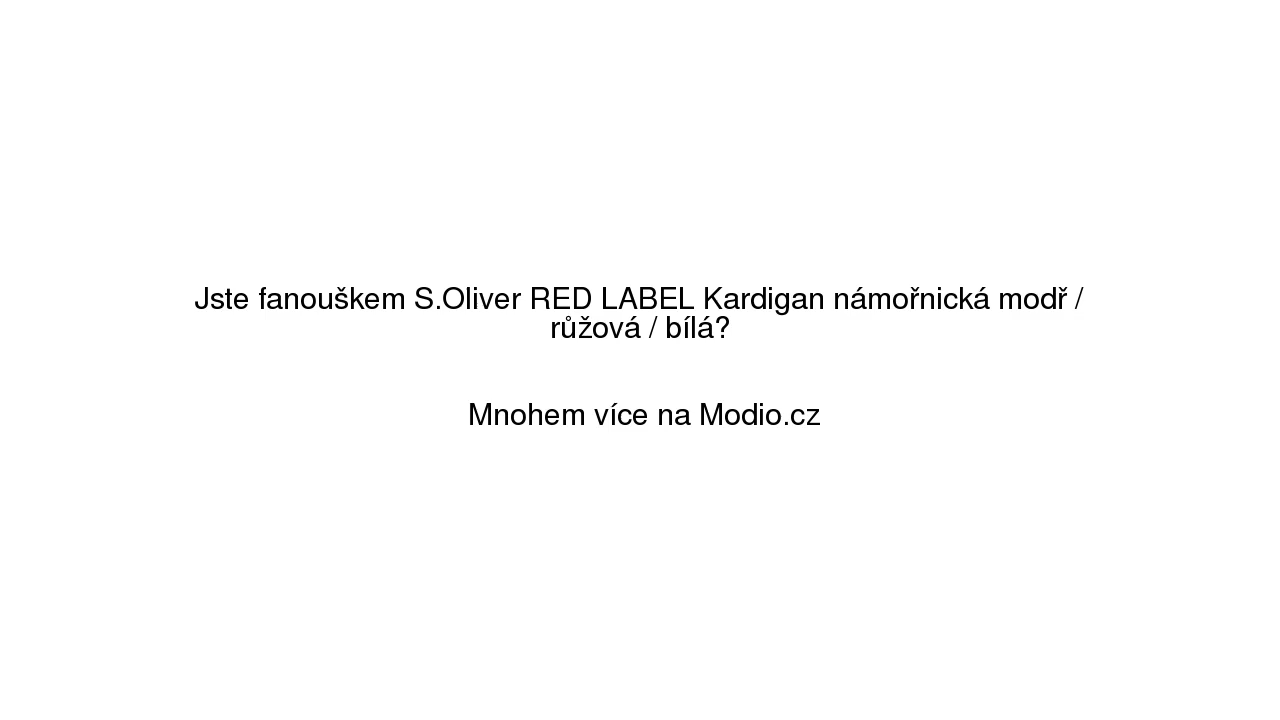 Jste fanouškem S.Oliver RED LABEL Kardigan námořnická modř /
růžová / bílá?
Mnohem více na Modio.cz